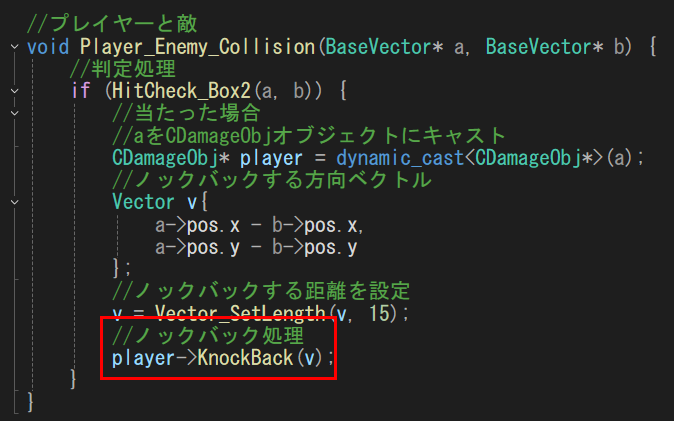 //プレイヤーと敵
void Player_Enemy_Collision(BaseVector* a, BaseVector* b) {
//判定処理
if (HitCheck_Box2(a, b)) {
//当たった場合
//aをCDamageObjオブジェクトにキャスト
CDamageObj* player = dynamic_cast<CDamageObj*>(a);
//ノックバックする方向ベクトル
Vector v{
a->pos.x - b->pos.x,
a->pos.y - b->pos.y
};
//ノックバックする距離を設定
v = Vector_SetLength(v, 15);
//ノックバック処理
player->KnockBack(v);
}
}